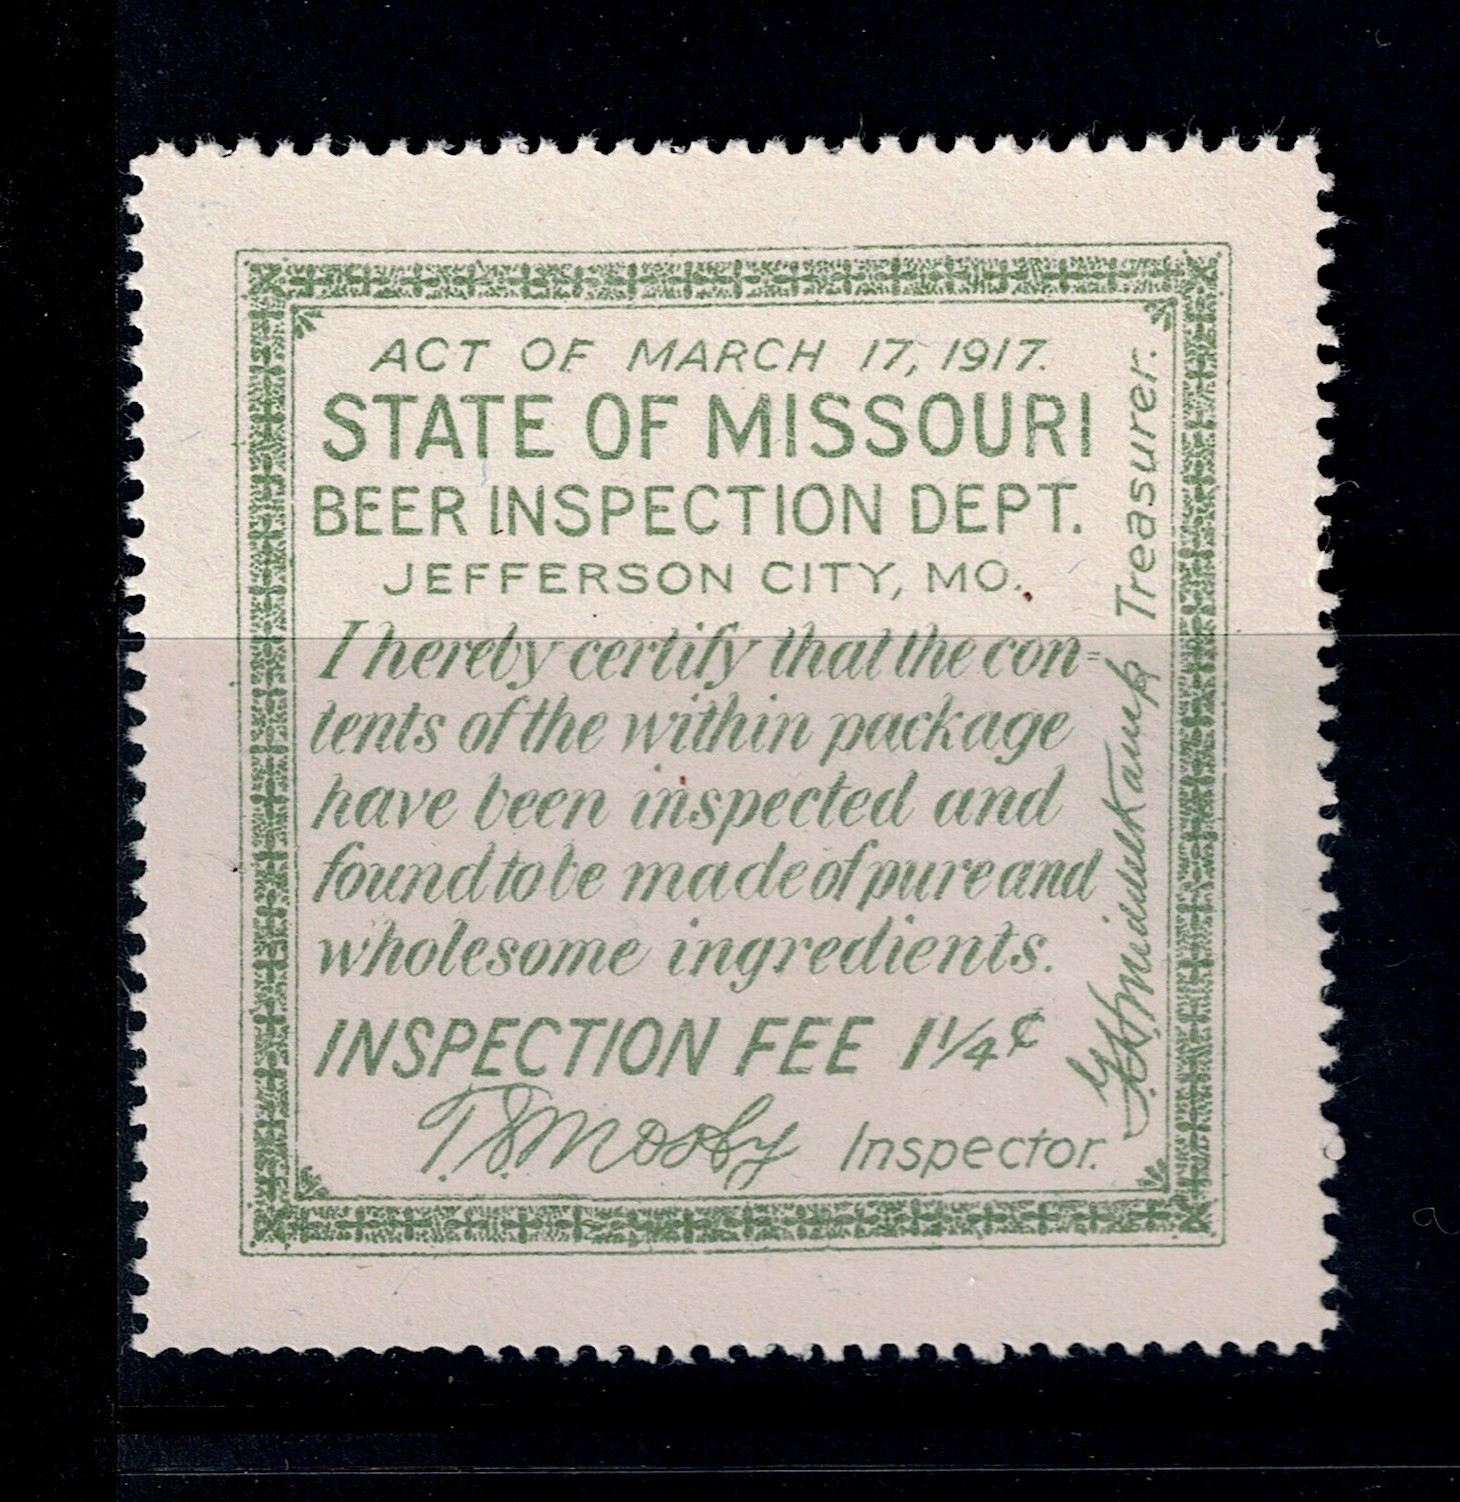 ACT OF MARCH 17, 1917.
STATE OF MISSOURI
BEER INSPECTION DEPT.
JEFFERSON CITY, MO.
I hereby certify that the con=
tents of the within package
have been inspected and
found to be made of pure and
wholesome ingredients.
INSPECTION FEE 1¼¢
T.S. Mosby Inspector.
G.H. Middelkamp Treasurer.